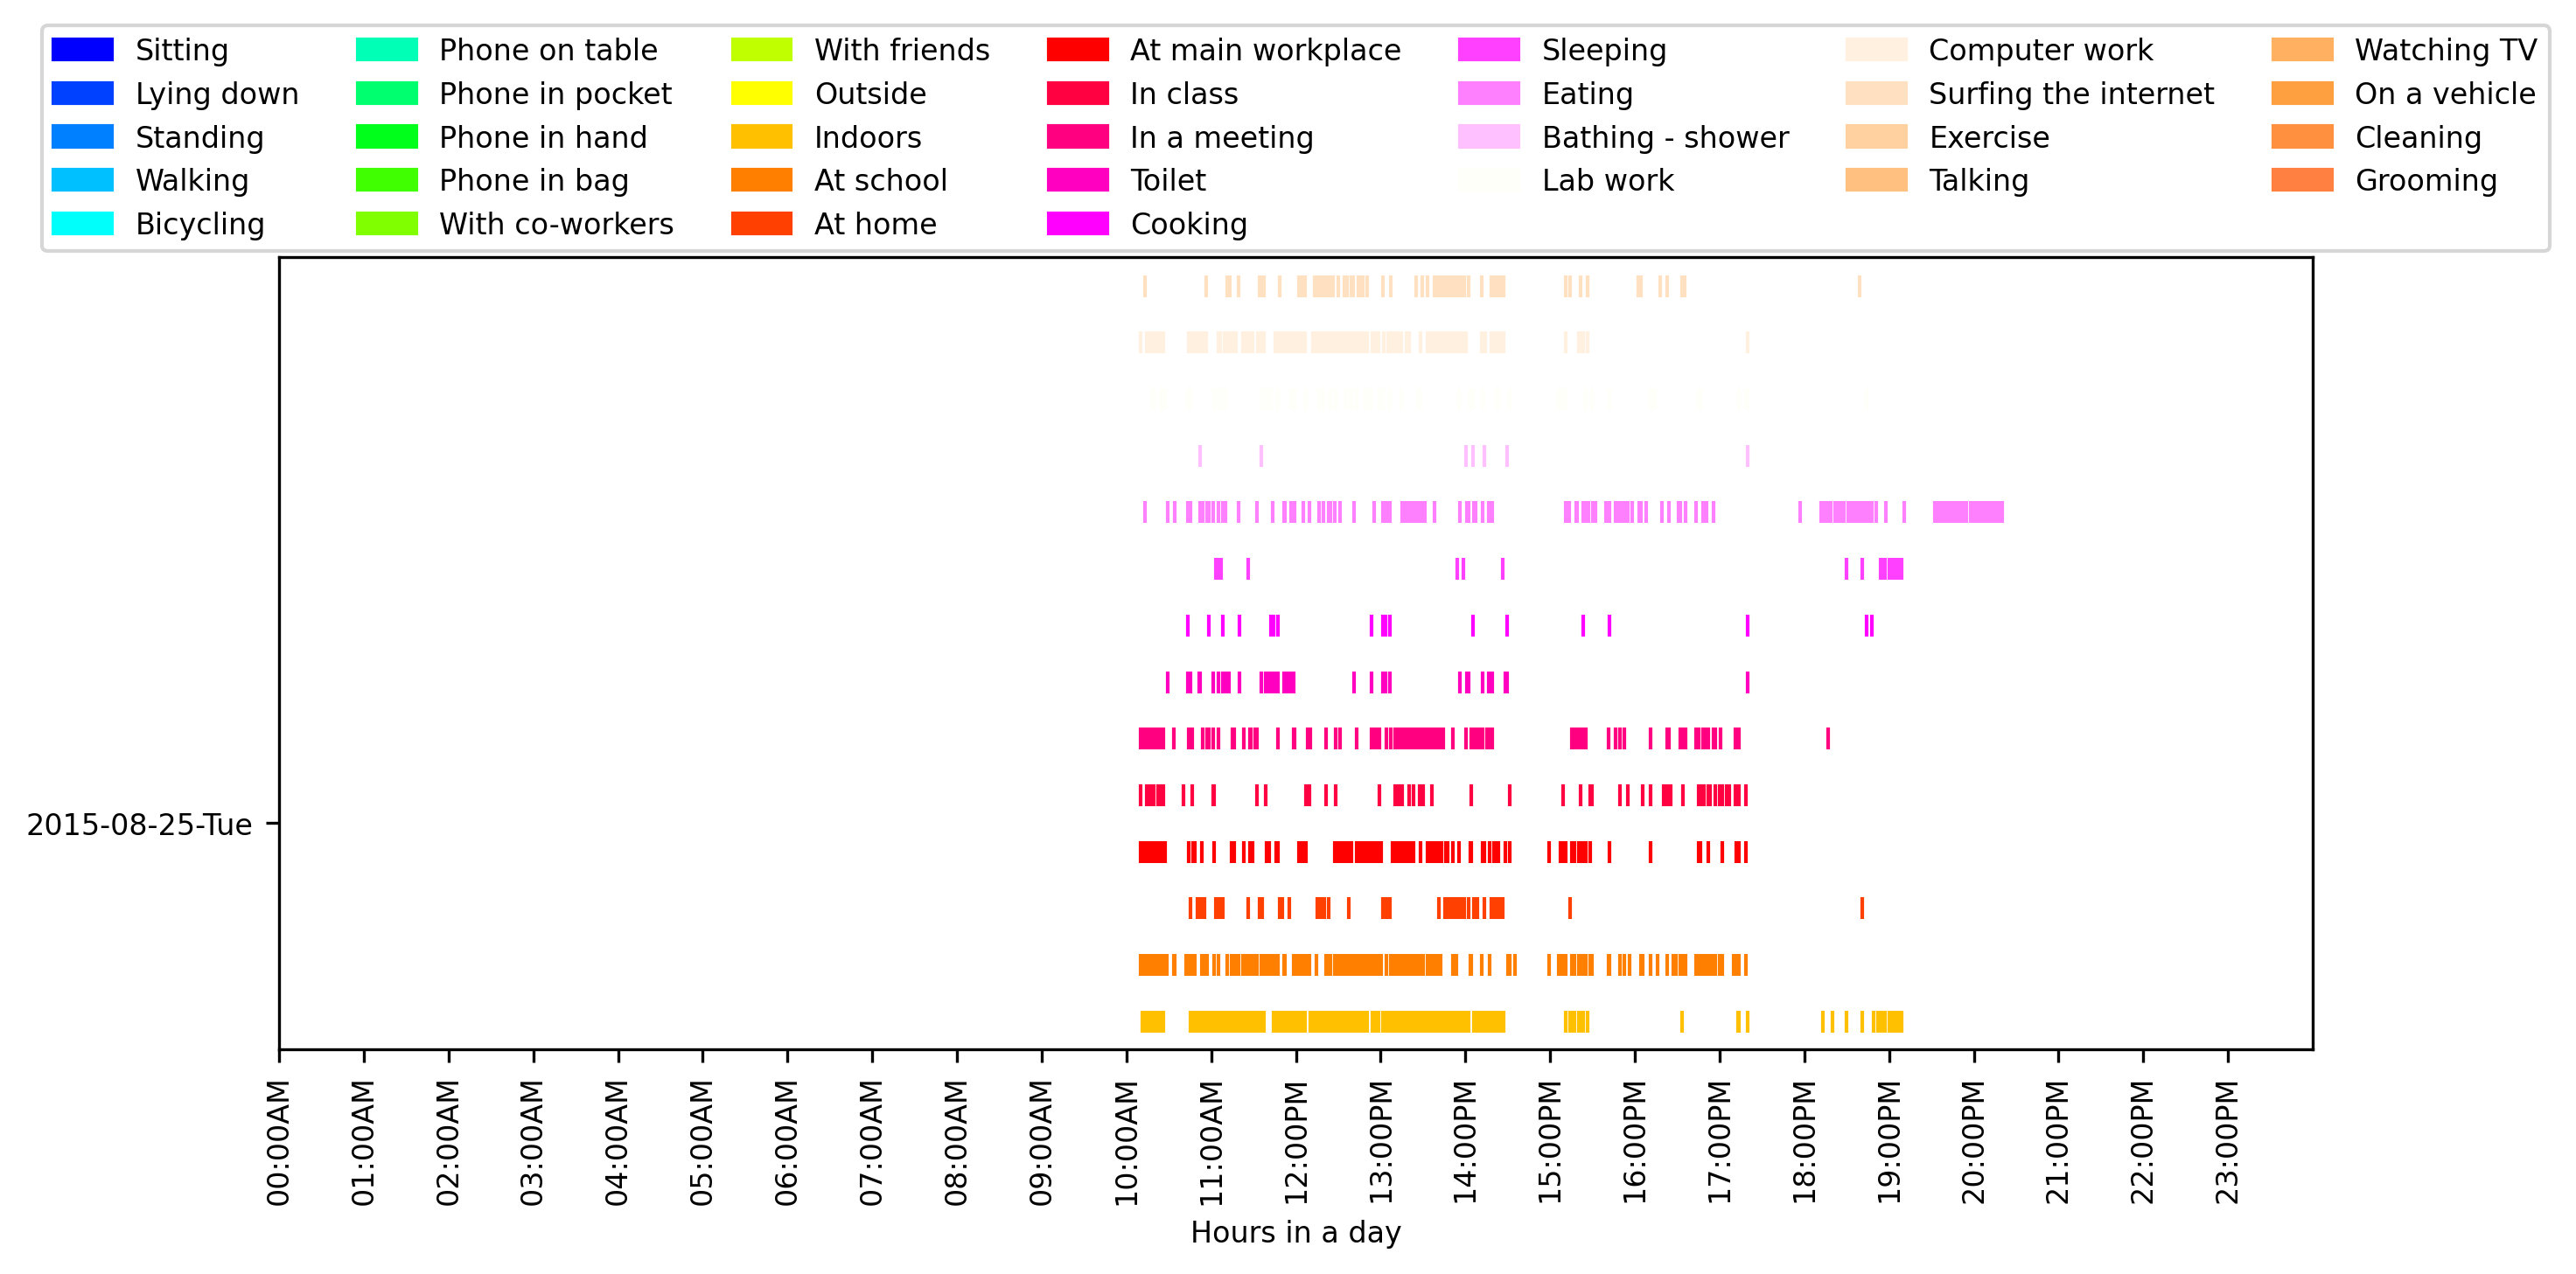 Sitting
Lying down
Standing
Walking
Bicycling
Phone on table
Phone in pocket
Phone in hand
Phone in bag
With co-workers
With friends
Outside
Indoors
At school
At home
At main workplace
In class
In a meeting
Toilet
Cooking
Sleeping
Eating
Bathing - shower
Lab work
Computer work
Surfing the internet
Exercise
Talking
Watching TV
On a vehicle
Cleaning
Grooming
2015-08-25-Tue
00:00AM
01:00AM
02:00AM
03:00AM
04:00AM
05:00AM
06:00AM
07:00AM
08:00AM
09:00AM
10:00AM
11:00AM
12:00PM
13:00PM
14:00PM
15:00PM
16:00PM
17:00PM
18:00PM
19:00PM
20:00PM
21:00PM
22:00PM
23:00PM
Hours in a day